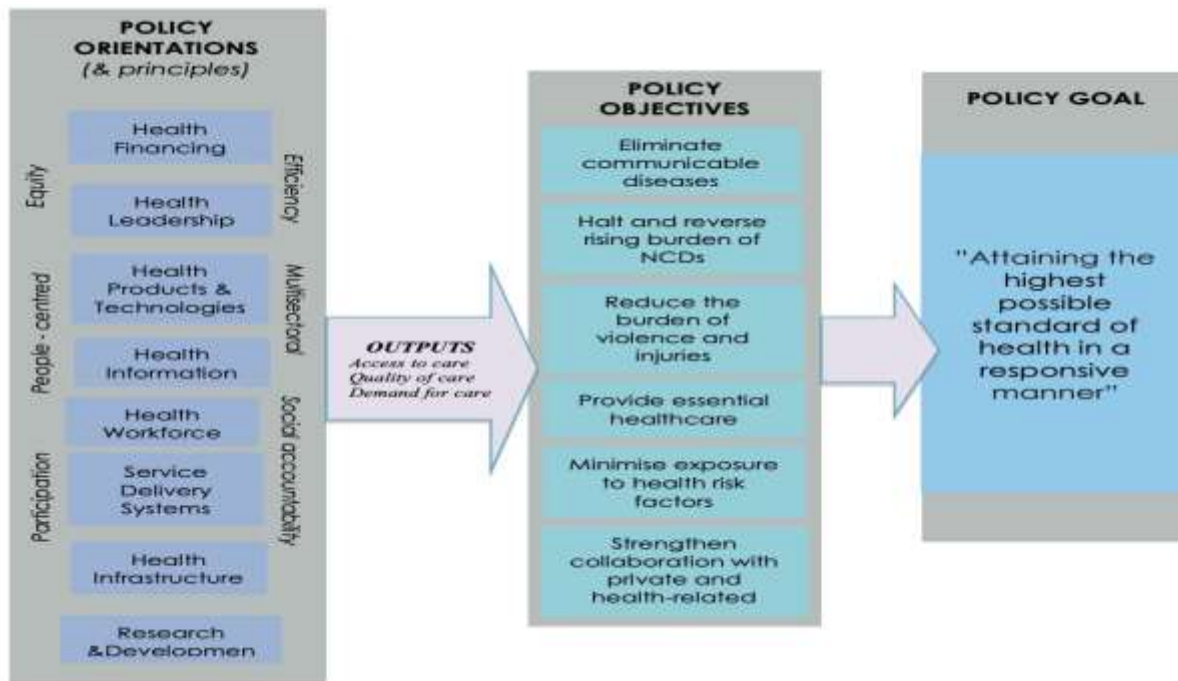 POLICY
ORIENTATIONS
(& principles)
Health
Financing
Health
Leadership
Health
Products &
Technologies
Health
Information
Health
Workforce
Service
Delivery
Systems
Health
Infrastructure
Research
&Developmen
Equity
People - centred
Participation
Efficiency
Multisectoral'
Social accountability
OUTPUTS
Access to care
Quality of care
Demand for care
POLICY
OBJECTIVES
Eliminate
communicable
diseases
Halt and reverse
rising burden of
NCDs
Reduce the
burden of
violence and
injuries
Provide essential
healthcare
Minimise exposure
to health risk
factors
Strengthen
collaboration with
private and
health-related
POLICY GOAL
"Attaining the
highest
possible
standard of
health in a
responsive
manner"